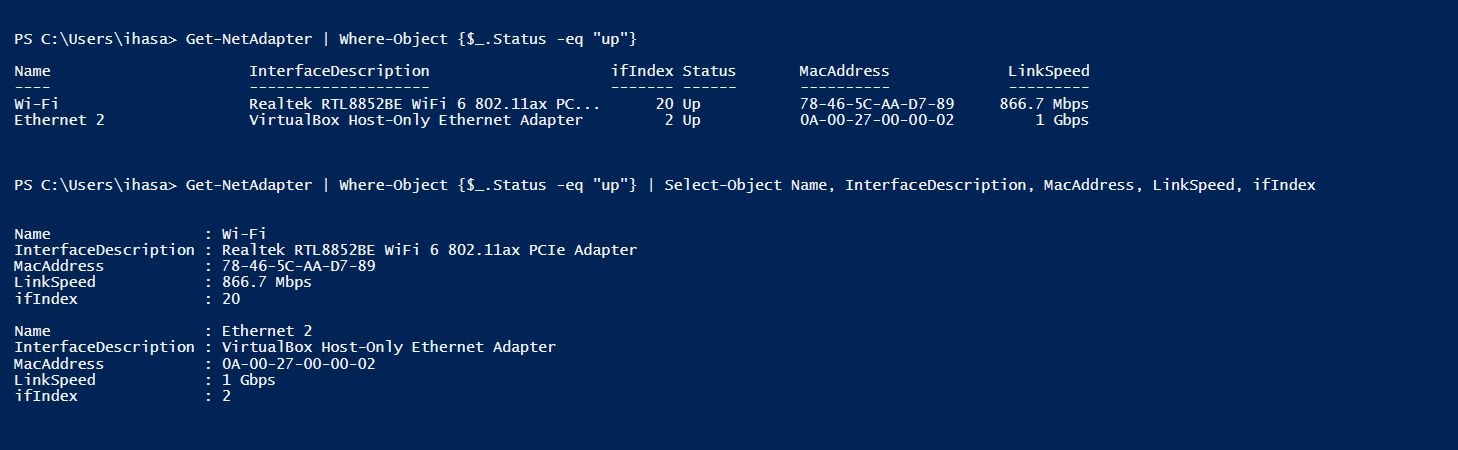 PS C:\Users\ihasa> Get-NetAdapter | Where-Object {$_.Status -eq "up"}
Name InterfaceDescription ifIndex Status MacAddress LinkSpeed
---- -------------------- ------- ------ ---------- ---------
Wi-Fi Realtek RTL8852BE WiFi 6 802.11ax PC... 20 Up 78-46-5C-AA-D7-89 866.7 Mbps
Ethernet 2 VirtualBox Host-Only Ethernet Adapter 2 Up 0A-00-27-00-00-02 1 Gbps
PS C:\Users\ihasa> Get-NetAdapter | Where-Object {$_.Status -eq "up"} | Select-Object Name, InterfaceDescription, MacAddress, LinkSpeed, ifIndex
Name : Wi-Fi
InterfaceDescription : Realtek RTL8852BE WiFi 6 802.11ax PCIe Adapter
MacAddress : 78-46-5C-AA-D7-89
LinkSpeed : 866.7 Mbps
ifIndex : 20
Name : Ethernet 2
InterfaceDescription : VirtualBox Host-Only Ethernet Adapter
MacAddress : 0A-00-27-00-00-02
LinkSpeed : 1 Gbps
ifIndex : 2